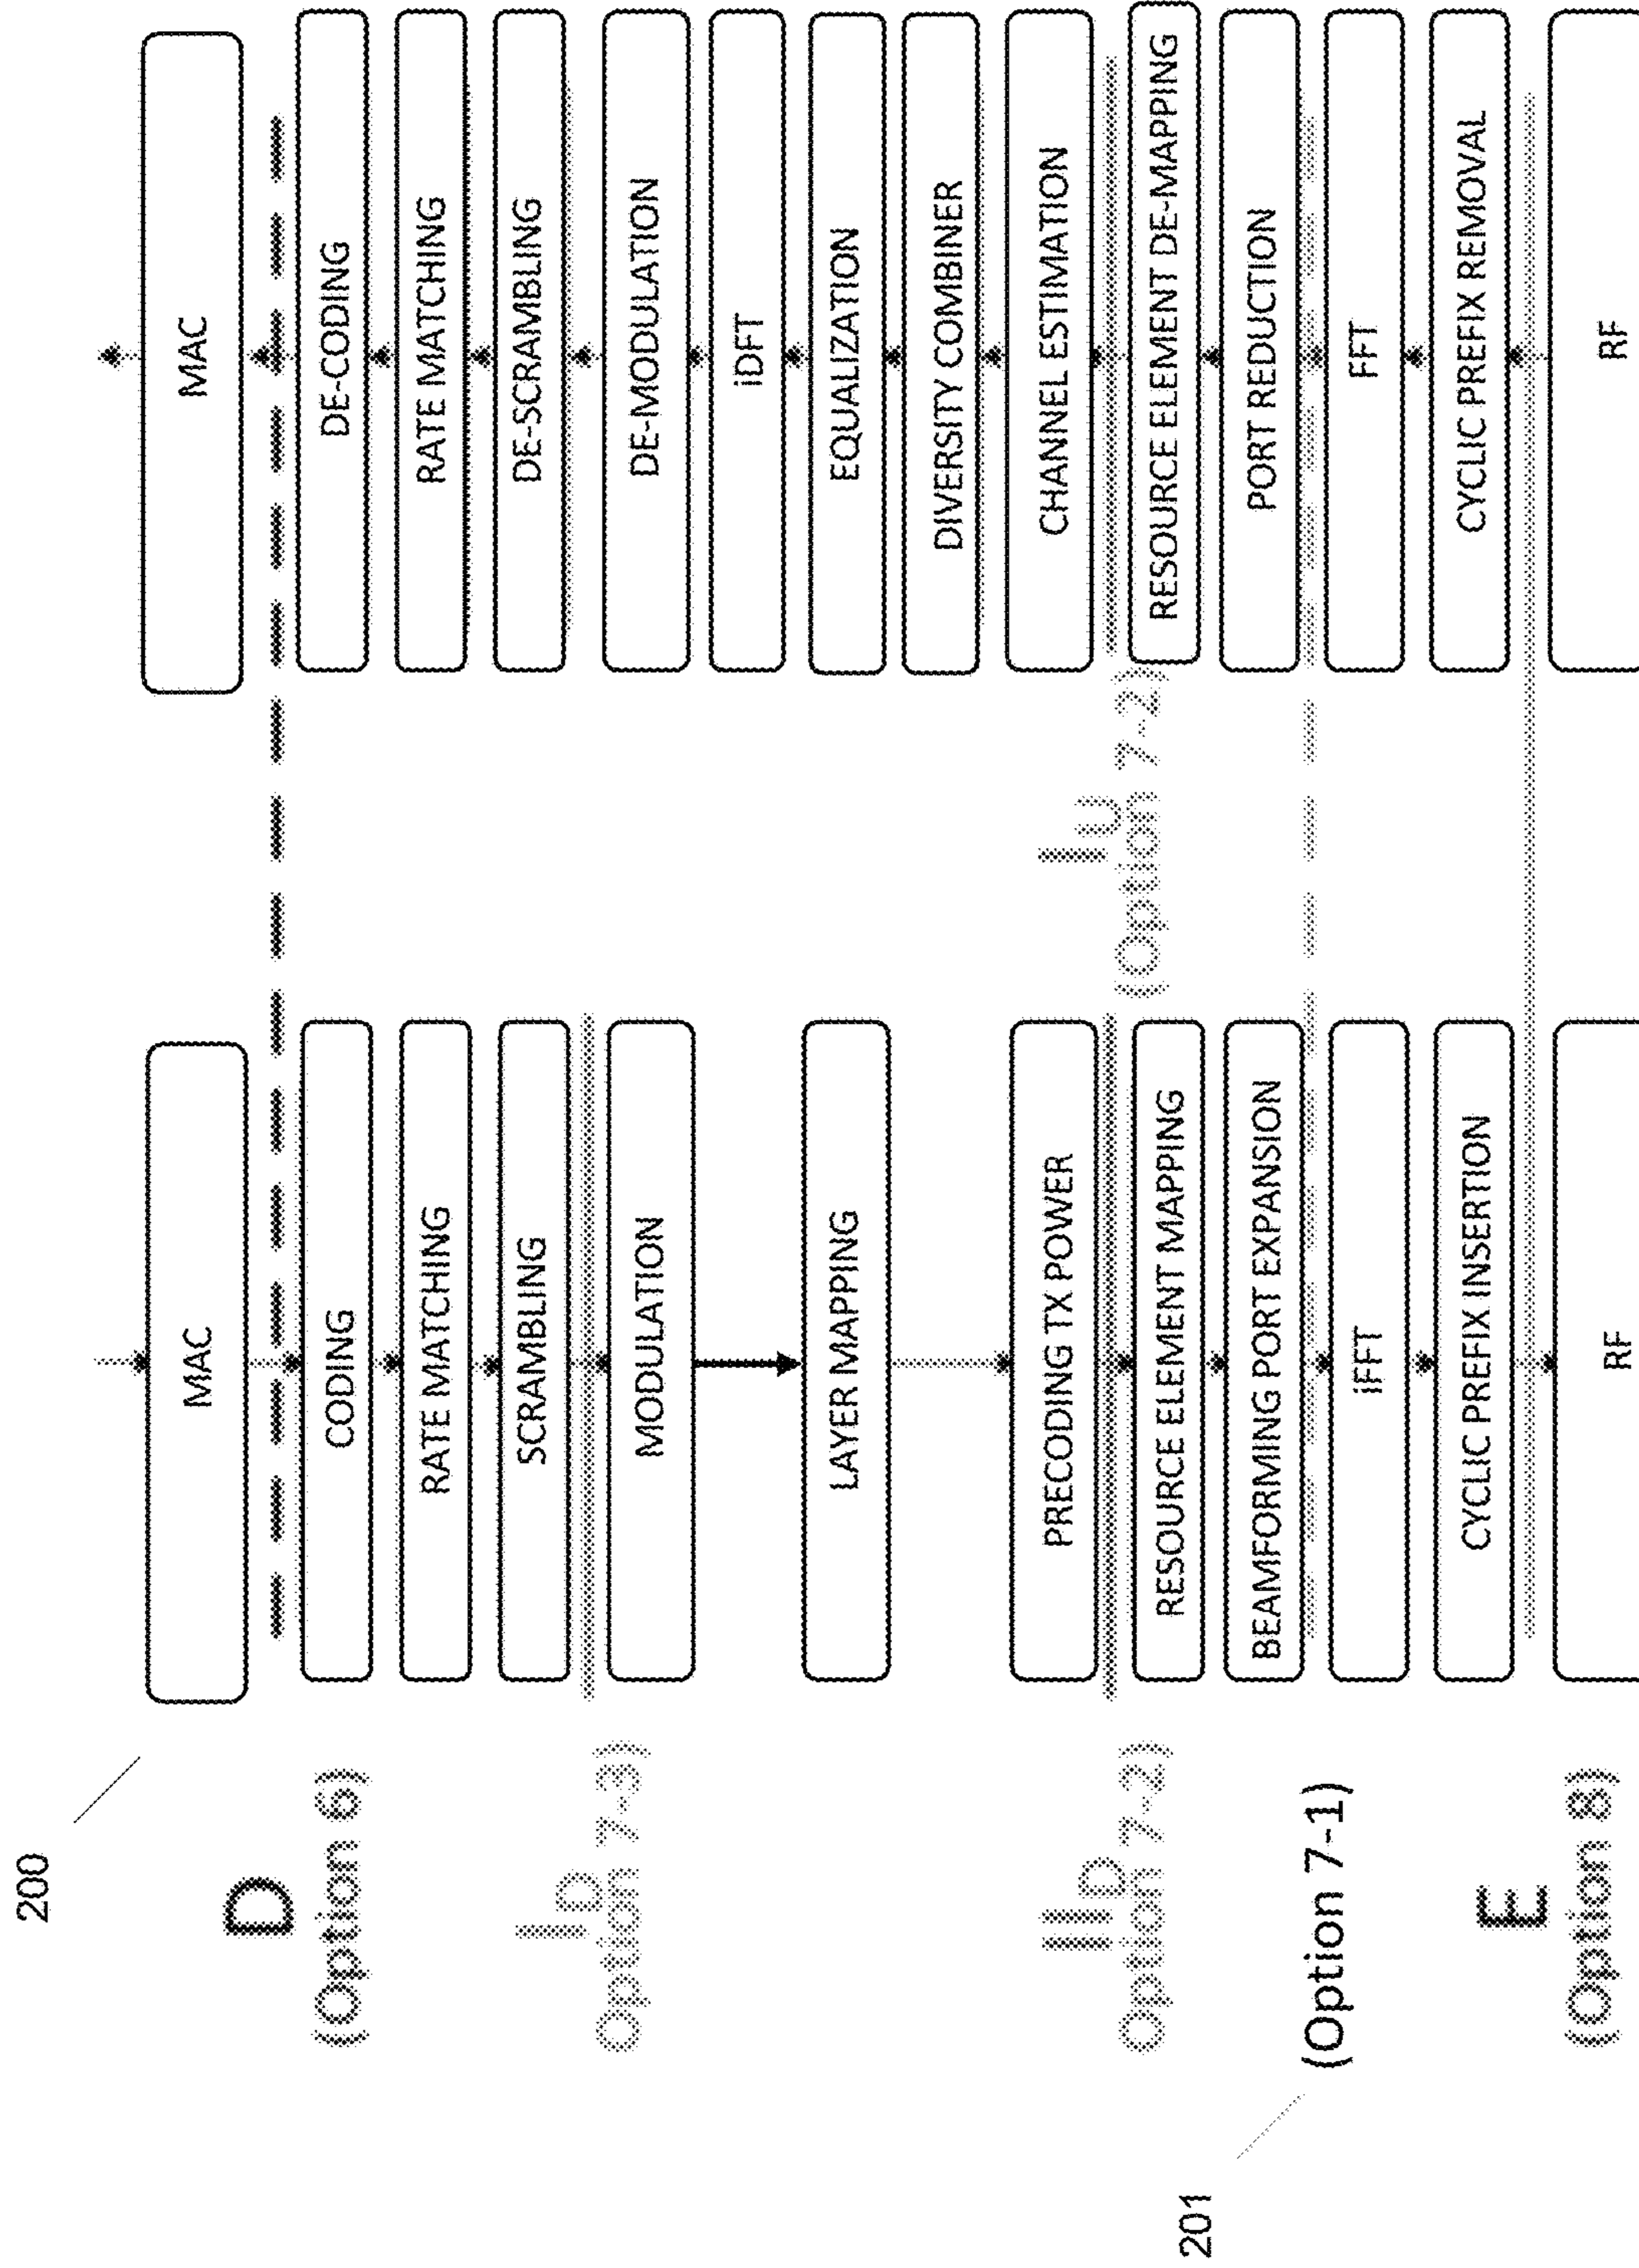 200
D
(Option 6)
I D
Option 7-3)
II D
Option 7-2)
201
(Option 7-1)
E
(Option 8)
MAC
CODING
RATE MATCHING
SCRAMBLING
MODULATION
LAYER MAPPING
PRECODING TX POWER
RESOURCE ELEMENT MAPPING
BEAMFORMING PORT EXPANSION
iFFT
CYCLIC PREFIX INSERTION
RF
I U
(Option 7-2)
MAC
DE-CODING
RATE MATCHING
DE-SCRAMBLING
DE-MODULATION
iDFT
EQUALIZATION
DIVERSITY COMBINER
CHANNEL ESTIMATION
RESOURCE ELEMENT DE-MAPPING
PORT REDUCTION
FFT
CYCLIC PREFIX REMOVAL
RF